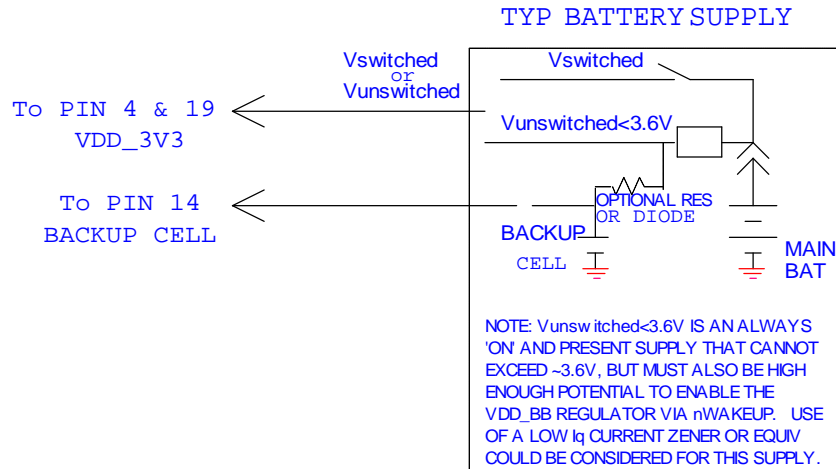 TYP BATTERY SUPPLY
Vswitched
or
Vunswitched
Vswitched
To PIN 4 & 19
VDD_3V3
Vunswitched<3.6V
To PIN 14
BACKUP CELL
OPTIONAL RES
OR DIODE
BACKUP
CELL
MAIN
BAT
NOTE: Vunswitched<3.6V IS AN ALWAYS
'ON' AND PRESENT SUPPLY THAT CANNOT
EXCEED ~3.6V, BUT MUST ALSO BE HIGH
ENOUGH POTENTIAL TO ENABLE THE
VDD_BB REGULATOR VIA nWAKEUP. USE
OF A LOW Iq CURRENT ZENER OR EQUIV
COULD BE CONSIDERED FOR THIS SUPPLY.